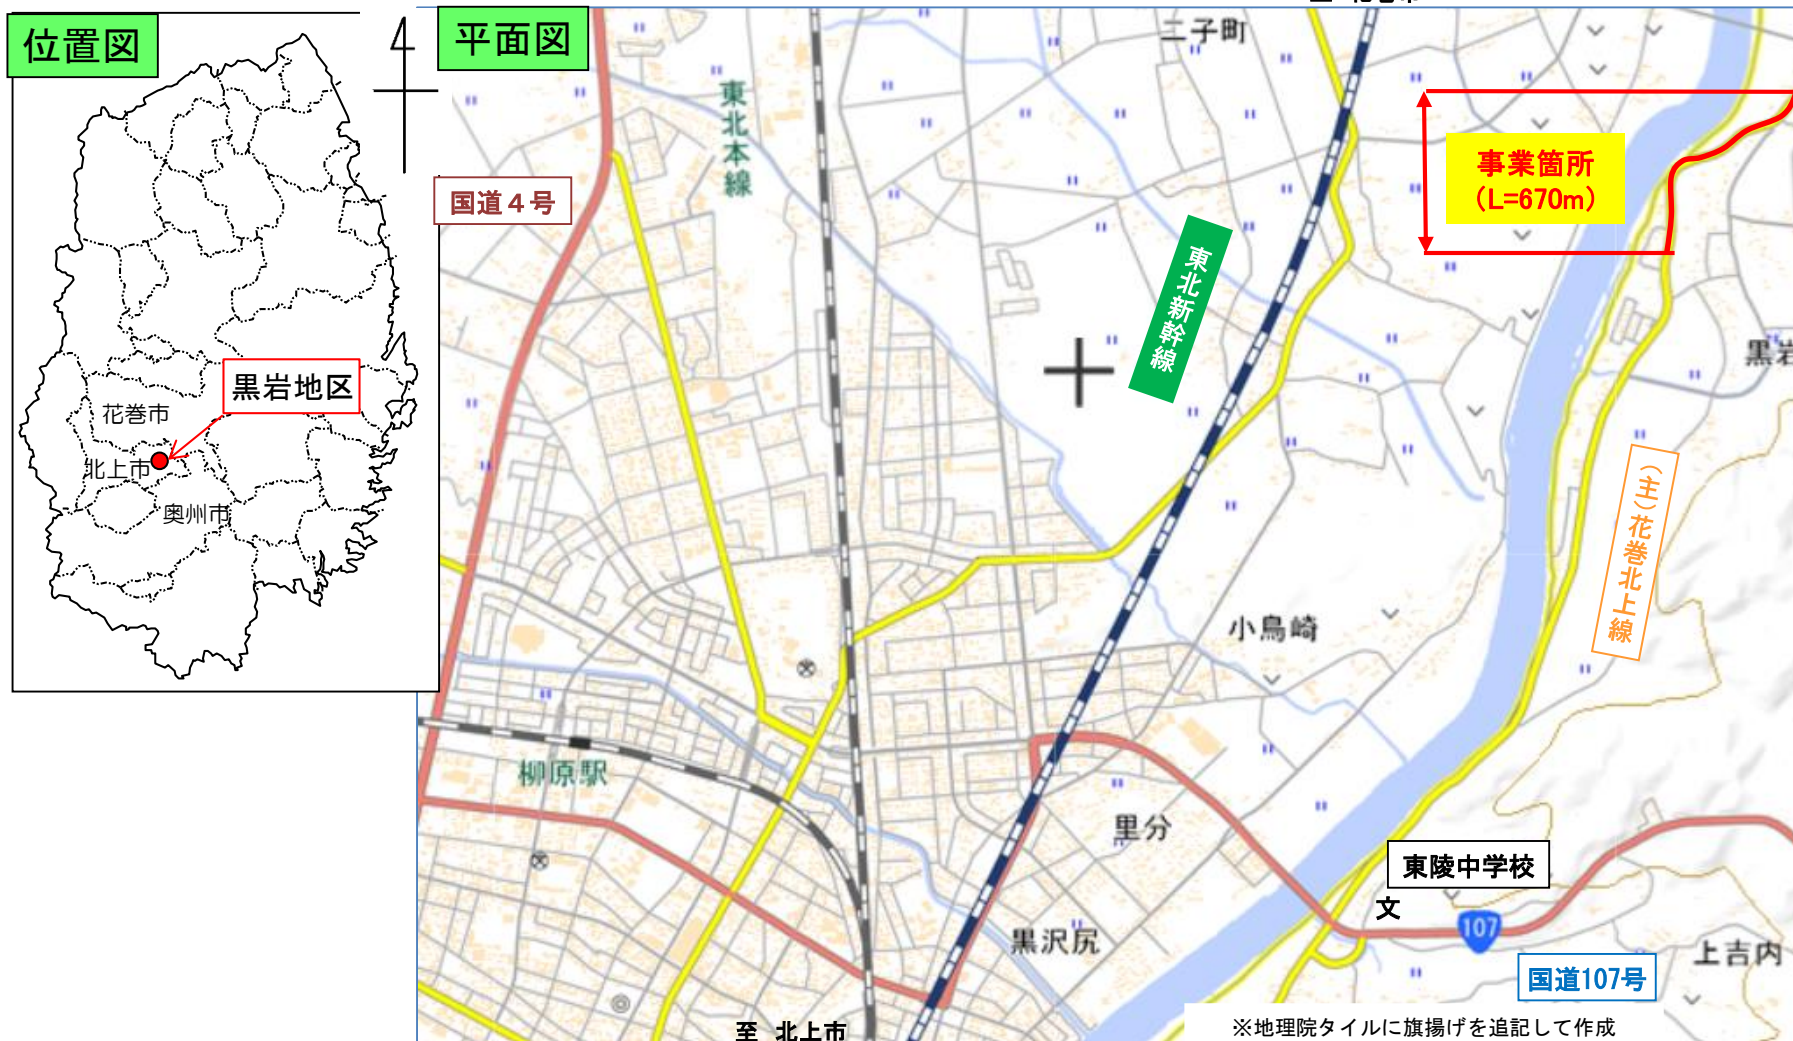 位置図
平面図
二子町
東北本線
国道4号
事業箇所
(L=670m)
東北新幹線
黒岩地区
花巻市
北上市
奥州市
(主)花巻北上線
小鳥崎
柳原駅
里分
東陵中学校
文
107
黒沢尻
上吉内
国道107号
至 北上市
※地理院タイルに旗揚げを追記して作成